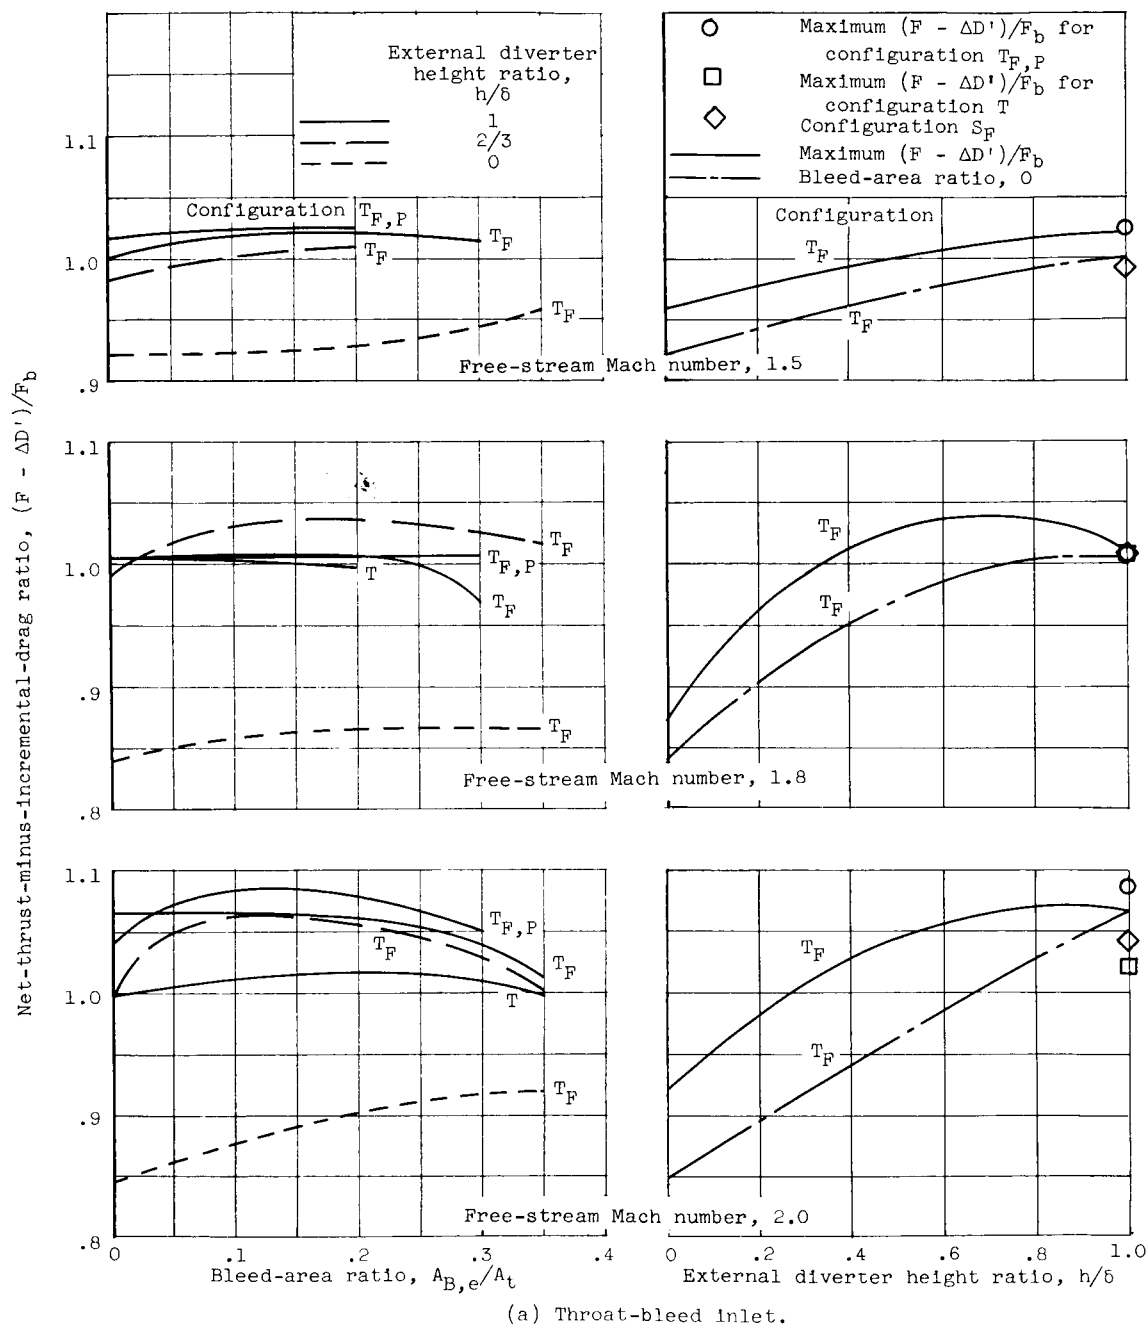 Net-thrust-minus-incremental-drag ratio, (F - ΔD')/F_b
External diverter
height ratio,
h/δ
1
2/3
0
1.1
1.0
.9
Configuration T_F,P
T_F
T_F
T_F
Maximum (F - ΔD')/F_b for
configuration T_F,P
Maximum (F - ΔD')/F_b for
configuration T
Configuration S_F
Maximum (F - ΔD')/F_b
Bleed-area ratio, 0
Configuration
T_F
T_F
Free-stream Mach number, 1.5
1.1
1.0
.9
.8
T_F
T_F,P
T
T_F
T_F
T_F
T_F
Free-stream Mach number, 1.8
1.1
1.0
.9
.8
T_F,P
T_F
T_F
T
T_F
T_F
T_F
Free-stream Mach number, 2.0
0 .1 .2 .3 .4
Bleed-area ratio, A_B,e/A_t
0 .2 .4 .6 .8 1.0
External diverter height ratio, h/δ
(a) Throat-bleed inlet.